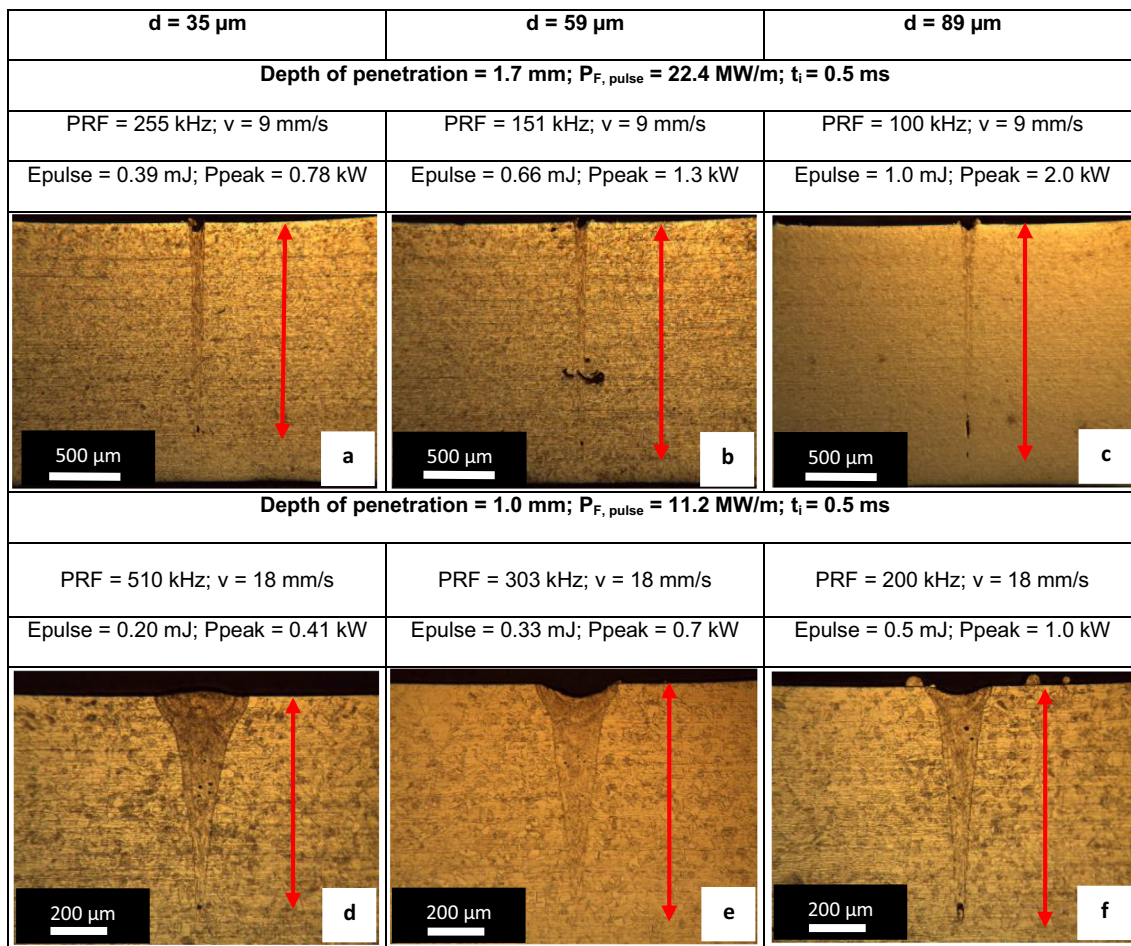 d = 35 µm d = 59 µm d = 89 µm
Depth of penetration = 1.7 mm; PF, pulse = 22.4 MW/m; ti = 0.5 ms
PRF = 255 kHz; v = 9 mm/s PRF = 151 kHz; v = 9 mm/s PRF = 100 kHz; v = 9 mm/s
Epulse = 0.39 mJ; Ppeak = 0.78 kW Epulse = 0.66 mJ; Ppeak = 1.3 kW Epulse = 1.0 mJ; Ppeak = 2.0 kW
500 µm a 500 µm b 500 µm c
Depth of penetration = 1.0 mm; PF, pulse = 11.2 MW/m; ti = 0.5 ms
PRF = 510 kHz; v = 18 mm/s PRF = 303 kHz; v = 18 mm/s PRF = 200 kHz; v = 18 mm/s
Epulse = 0.20 mJ; Ppeak = 0.41 kW Epulse = 0.33 mJ; Ppeak = 0.7 kW Epulse = 0.5 mJ; Ppeak = 1.0 kW
200 µm d 200 µm e 200 µm f